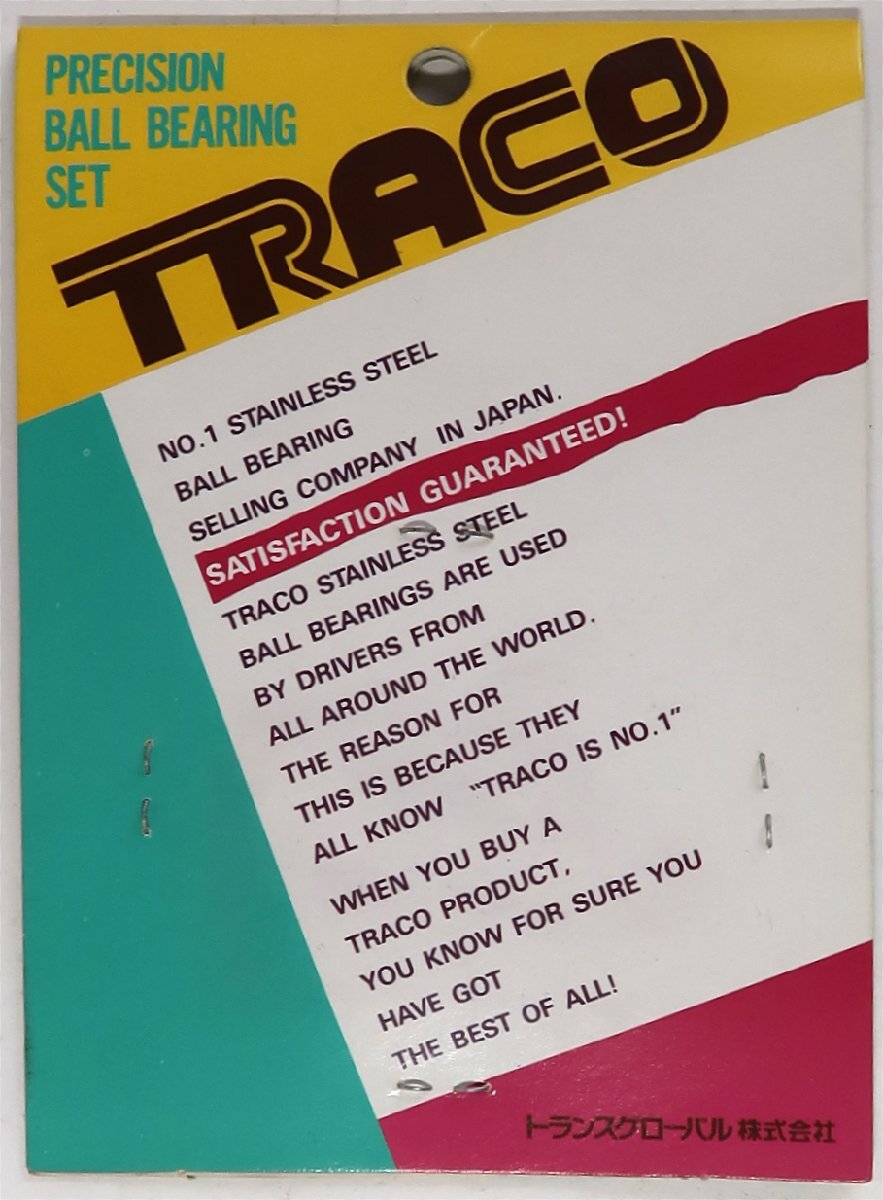 PRECISION
BALL BEARING
SET
TRACO
NO.1 STAINLESS STEEL
BALL BEARING
SELLING COMPANY IN JAPAN.
SATISFACTION GUARANTEED!
TRACO STAINLESS STEEL
BALL BEARINGS ARE USED
BY DRIVERS FROM
ALL AROUND THE WORLD.
THE REASON FOR
THIS IS BECAUSE THEY
ALL KNOW "TRACO IS NO.1"
WHEN YOU BUY A
TRACO PRODUCT,
YOU KNOW FOR SURE YOU
HAVE GOT
THE BEST OF ALL!
トランスグローバル株式会社